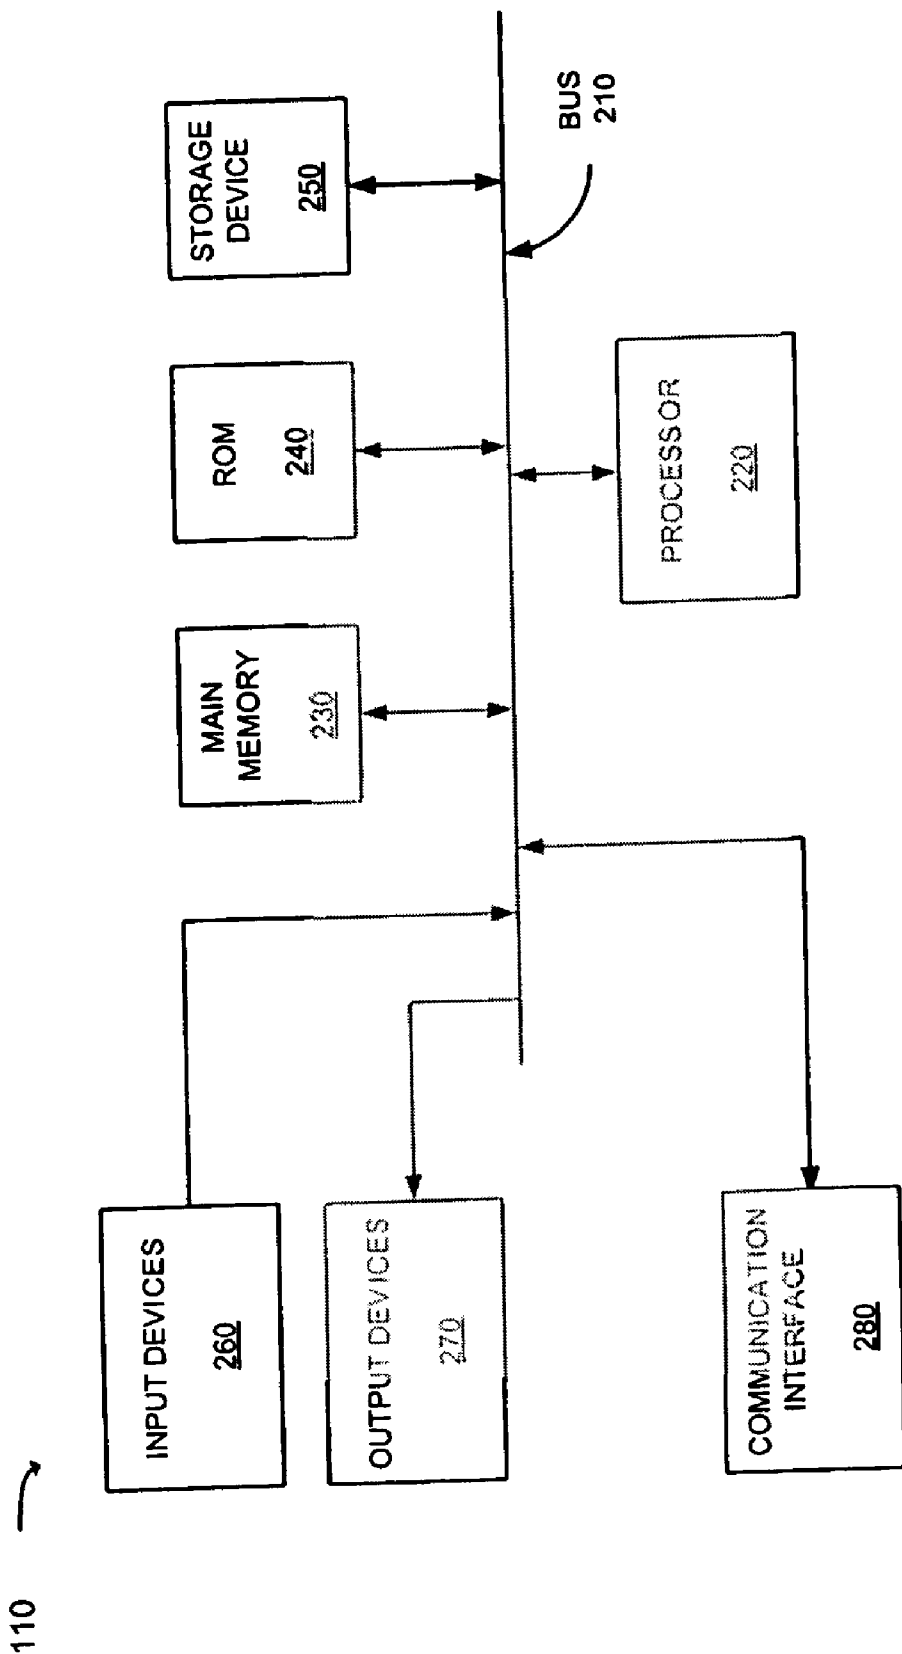 110
INPUT DEVICES
260
OUTPUT DEVICES
270
COMMUNICATION
INTERFACE
280
MAIN
MEMORY
230
ROM
240
STORAGE
DEVICE
250
PROCESSOR
220
BUS
210